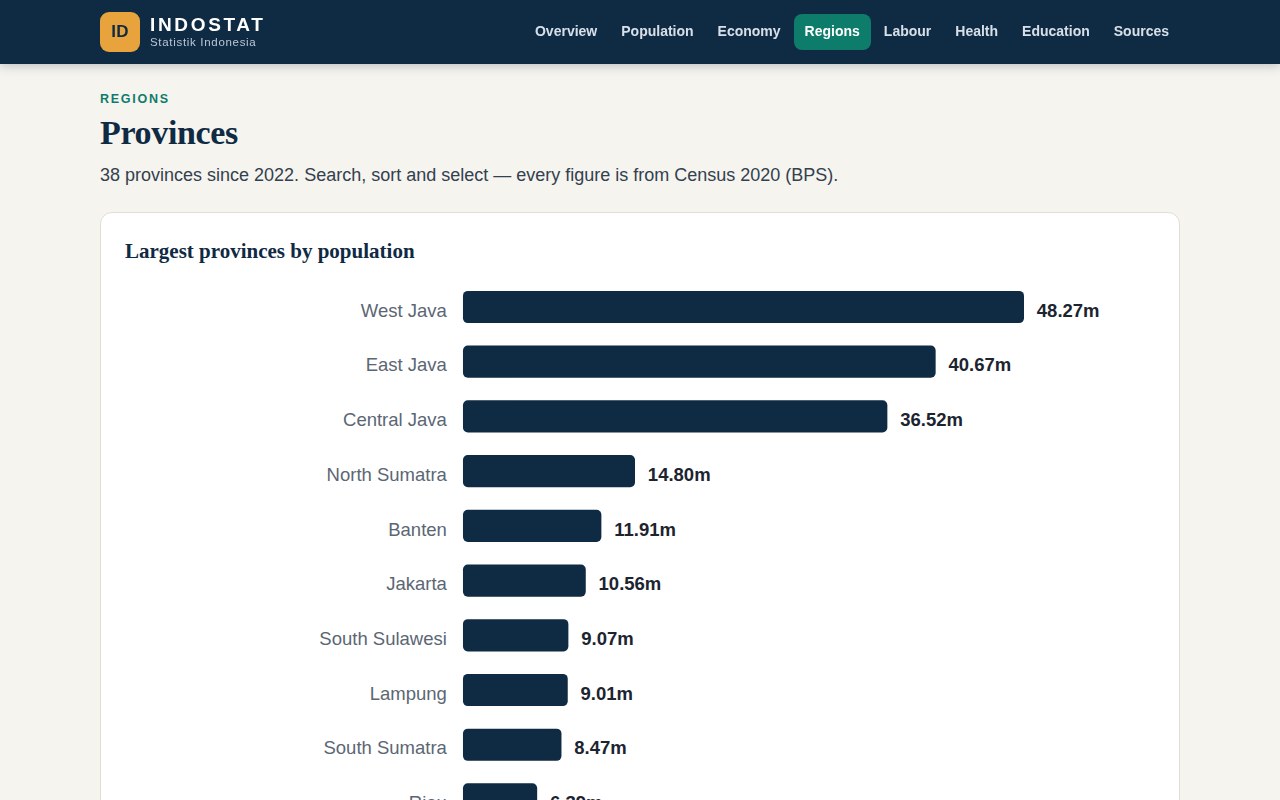 ID
INDOSTAT
Statistik Indonesia
Overview Population Economy Regions Labour Health Education Sources
REGIONS
Provinces
38 provinces since 2022. Search, sort and select — every figure is from Census 2020 (BPS).
Largest provinces by population
West Java 48.27m
East Java 40.67m
Central Java 36.52m
North Sumatra 14.80m
Banten 11.91m
Jakarta 10.56m
South Sulawesi 9.07m
Lampung 9.01m
South Sumatra 8.47m
Riau